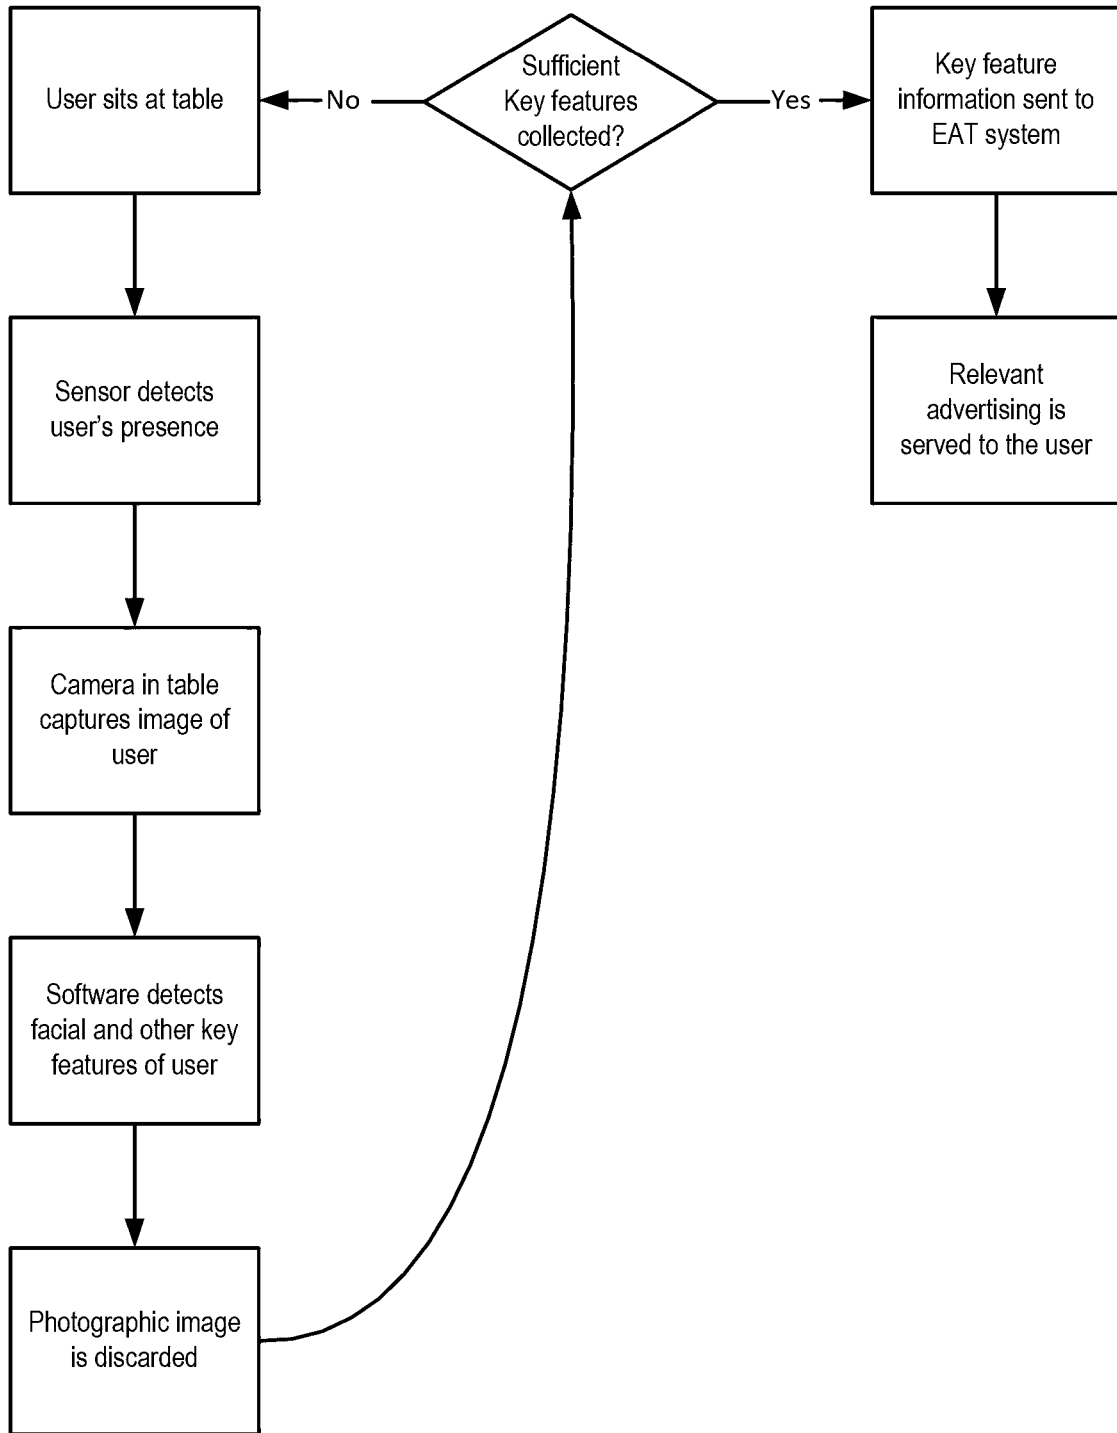 User sits at table
No
Sufficient
Key features
collected?
Yes
Key feature
information sent to
EAT system
Sensor detects
user’s presence
Relevant
advertising is
served to the user
Camera in table
captures image of
user
Software detects
facial and other key
features of user
Photographic image
is discarded